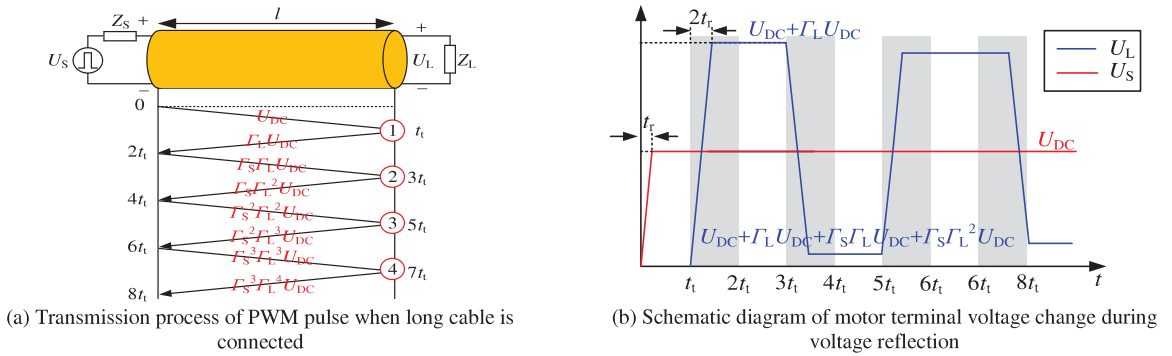 Z_S + l +
U_S U_L Z_L
− −
0
U_DC
1 t_t
Γ_L U_DC
2t_t
Γ_S Γ_L U_DC
2 3t_t
Γ_S Γ_L^2 U_DC
4t_t
Γ_S^2 Γ_L^2 U_DC
3 5t_t
Γ_S^2 Γ_L^3 U_DC
6t_t
Γ_S^3 Γ_L^3 U_DC
4 7t_t
Γ_S^3 Γ_L^4 U_DC
8t_t
(a) Transmission process of PWM pulse when long cable is
connected
2t_r
U_DC+Γ_L U_DC
U_L
U_S
t_r
U_DC
U_DC+Γ_L U_DC+Γ_S Γ_L U_DC+Γ_S Γ_L^2 U_DC
t_t 2t_t 3t_t 4t_t 5t_t 6t_t 6t_t 8t_t t
(b) Schematic diagram of motor terminal voltage change during
voltage reflection